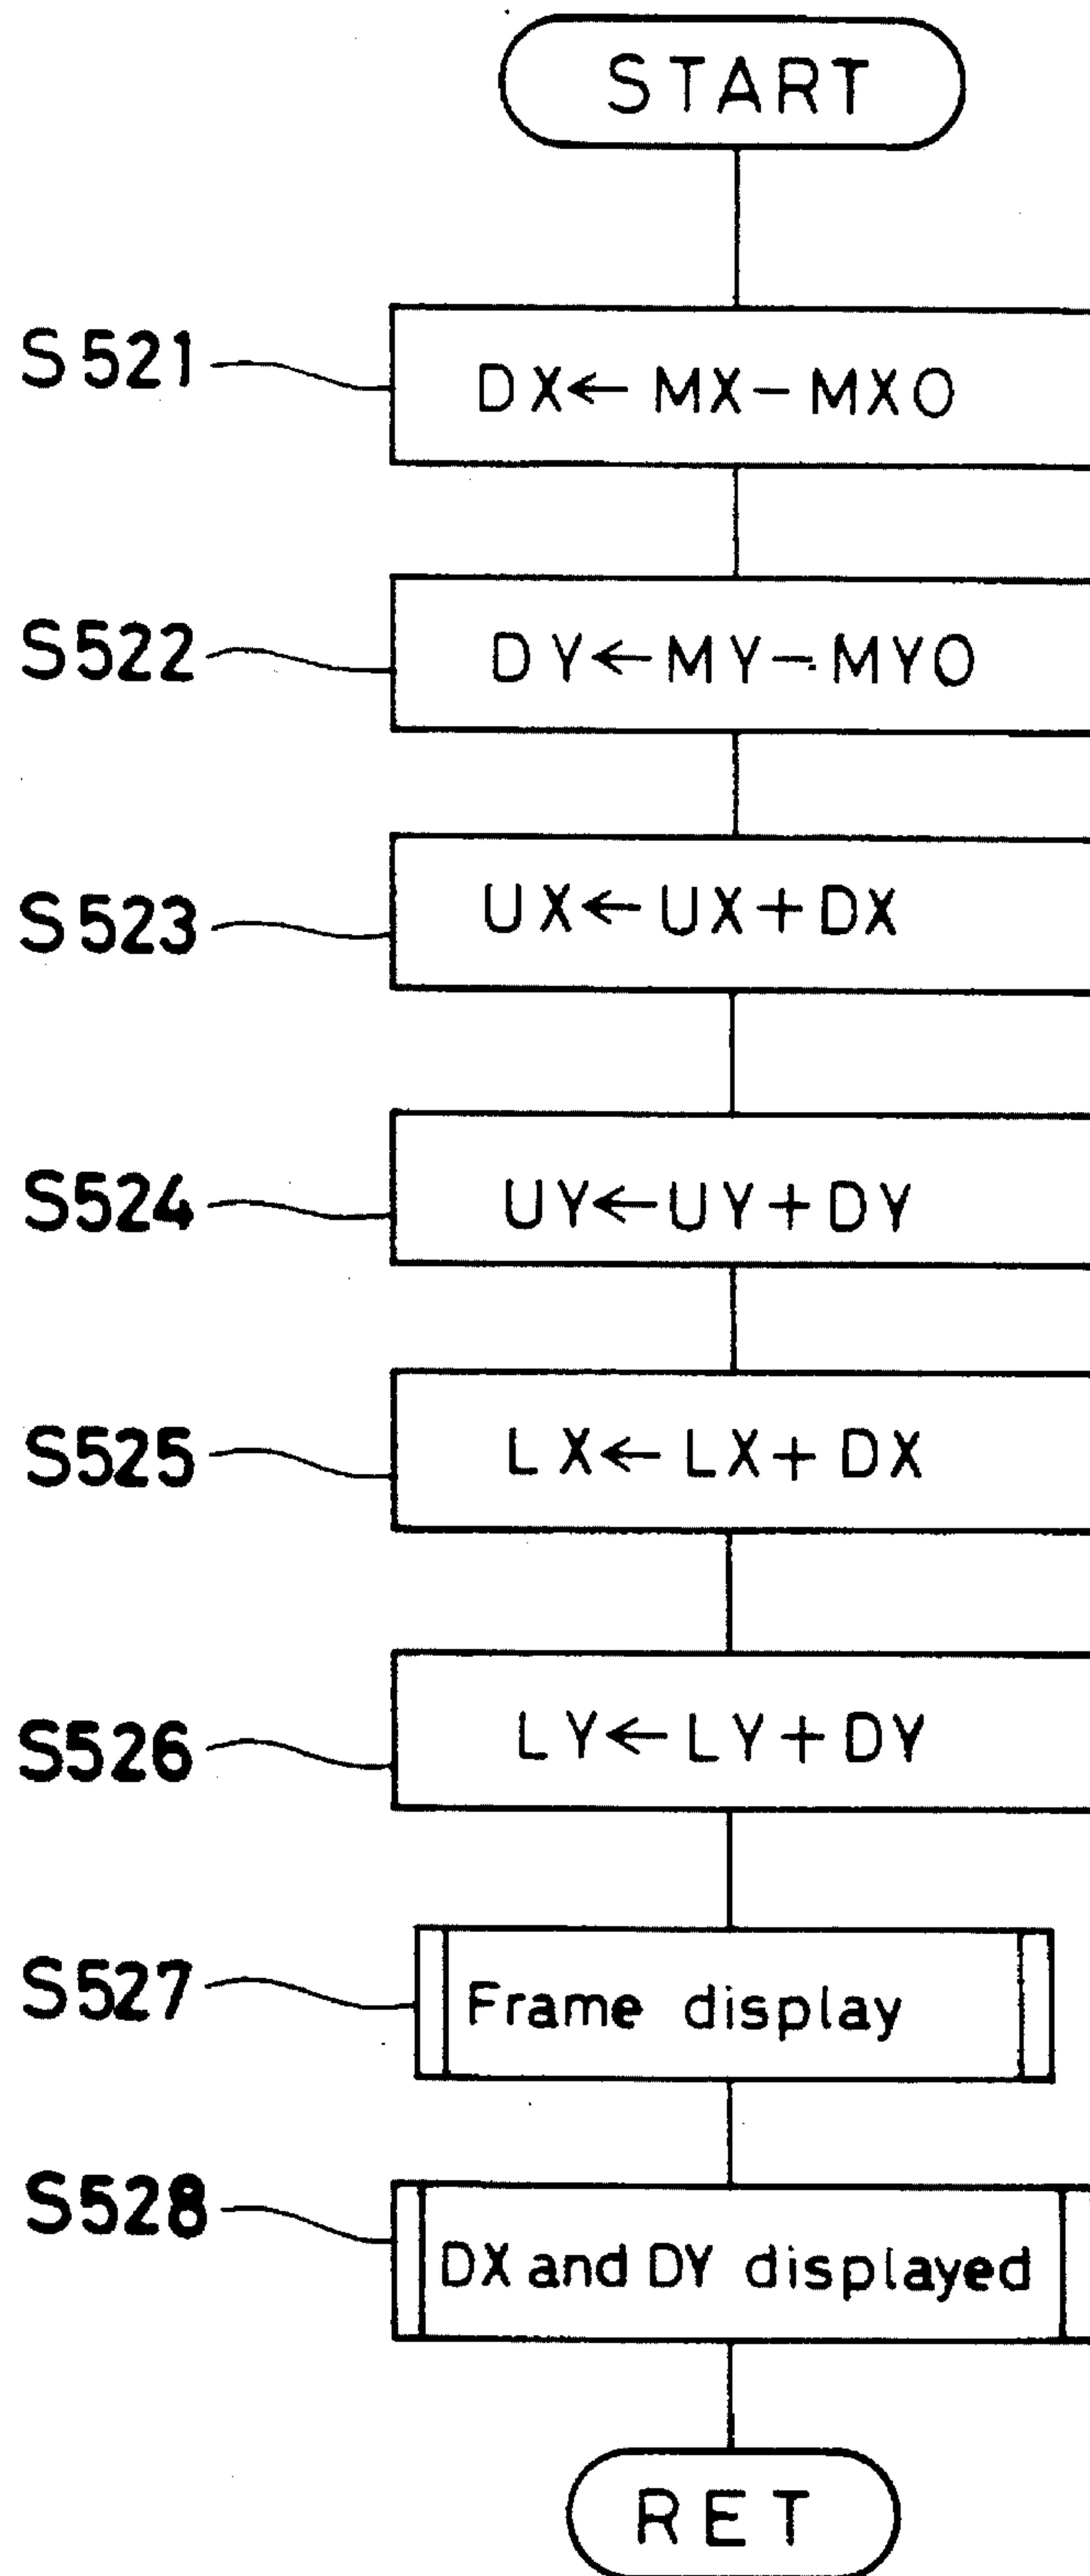 START
S521
DX←MX-MXO
S522
DY←MY-MYO
S523
UX←UX+DX
S524
UY←UY+DY
S525
LX←LX+DX
S526
LY←LY+DY
S527
Frame display
S528
DX and DY displayed
RET